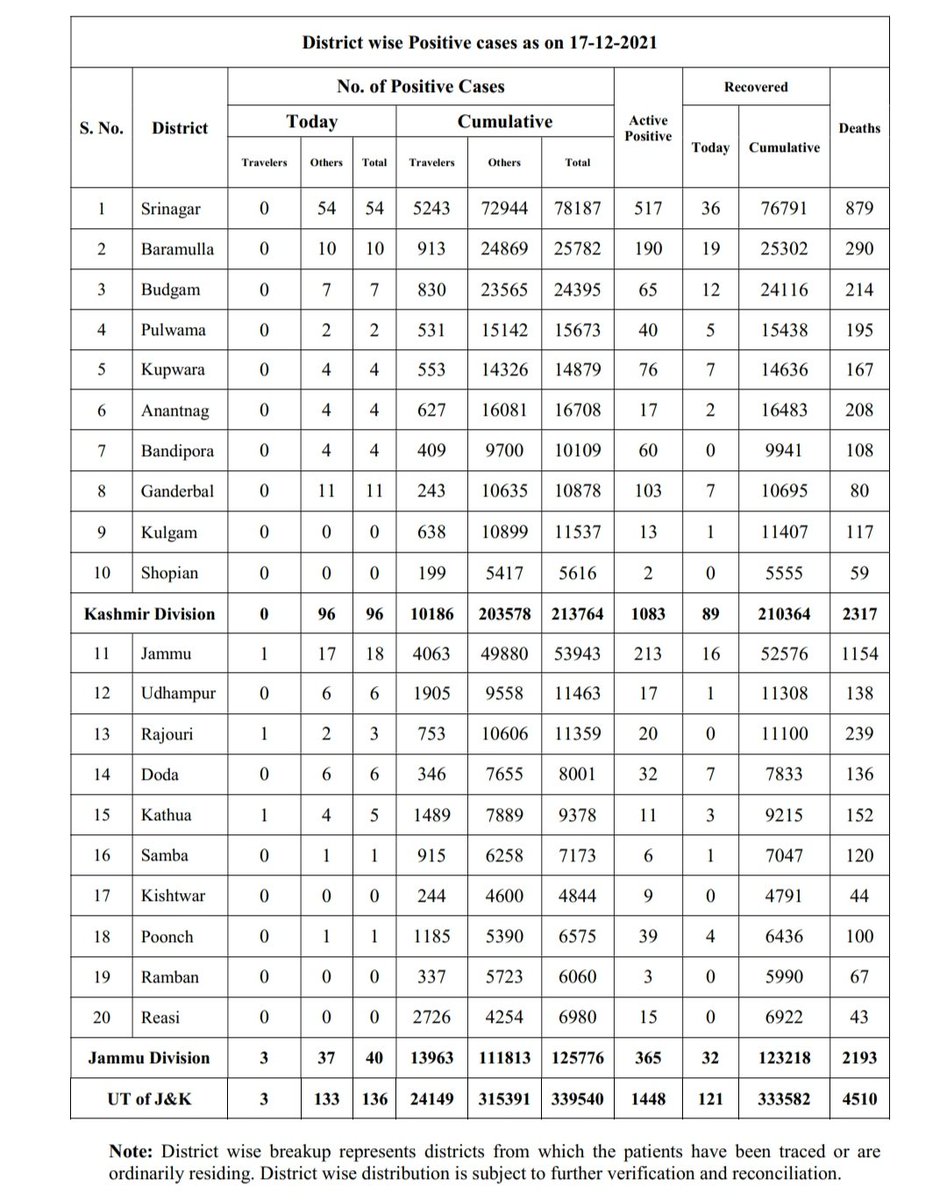 District wise Positive cases as on 17-12-2021
S. No. District No. of Positive Cases Active Positive Recovered Deaths
Today Cumulative Today Cumulative
Travelers Others Total Travelers Others Total
1 Srinagar 0 54 54 5243 72944 78187 517 36 76791 879
2 Baramulla 0 10 10 913 24869 25782 190 19 25302 290
3 Budgam 0 7 7 830 23565 24395 65 12 24116 214
4 Pulwama 0 2 2 531 15142 15673 40 5 15438 195
5 Kupwara 0 4 4 553 14326 14879 76 7 14636 167
6 Anantnag 0 4 4 627 16081 16708 17 2 16483 208
7 Bandipora 0 4 4 409 9700 10109 60 0 9941 108
8 Ganderbal 0 11 11 243 10635 10878 103 7 10695 80
9 Kulgam 0 0 0 638 10899 11537 13 1 11407 117
10 Shopian 0 0 0 199 5417 5616 2 0 5555 59
Kashmir Division 0 96 96 10186 203578 213764 1083 89 210364 2317
11 Jammu 1 17 18 4063 49880 53943 213 16 52576 1154
12 Udhampur 0 6 6 1905 9558 11463 17 1 11308 138
13 Rajouri 1 2 3 753 10606 11359 20 0 11100 239
14 Doda 0 6 6 346 7655 8001 32 7 7833 136
15 Kathua 1 4 5 1489 7889 9378 11 3 9215 152
16 Samba 0 1 1 915 6258 7173 6 1 7047 120
17 Kishtwar 0 0 0 244 4600 4844 9 0 4791 44
18 Poonch 0 1 1 1185 5390 6575 39 4 6436 100
19 Ramban 0 0 0 337 5723 6060 3 0 5990 67
20 Reasi 0 0 0 2726 4254 6980 15 0 6922 43
Jammu Division 3 37 40 13963 111813 125776 365 32 123218 2193
UT of J&K 3 133 136 24149 315391 339540 1448 121 333582 4510
Note: District wise breakup represents districts from which the patients have been traced or are
ordinarily residing. District wise distribution is subject to further verification and reconciliation.